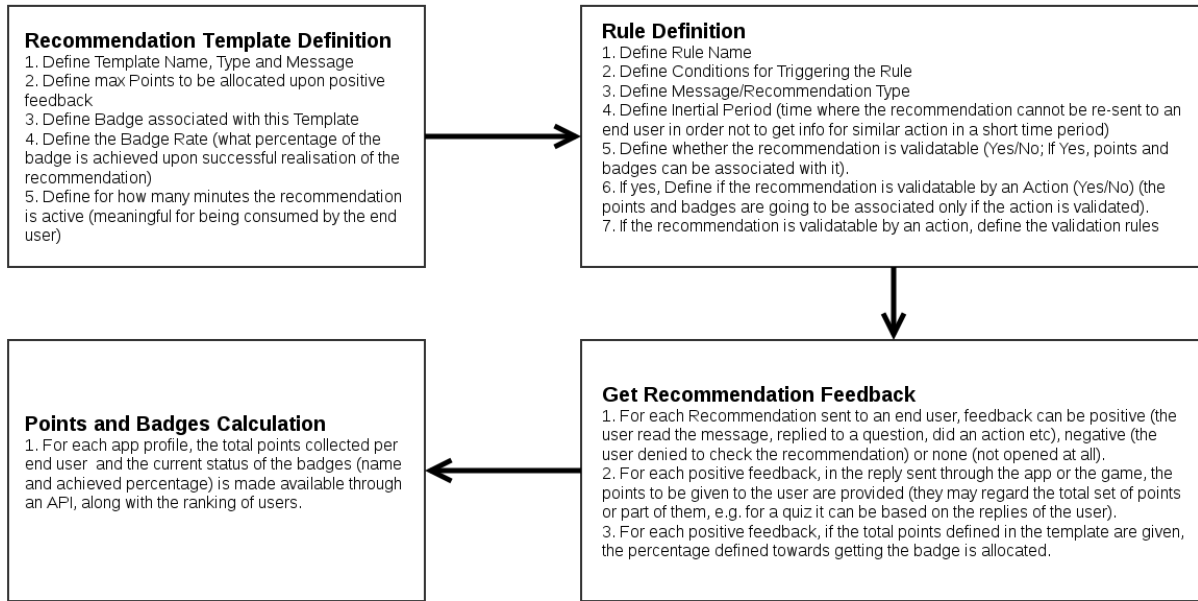 Recommendation Template Definition
1. Define Template Name, Type and Message
2. Define max Points to be allocated upon positive
feedback
3. Define Badge associated with this Template
4. Define the Badge Rate (what percentage of the
badge is achieved upon successful realisation of the
recommendation)
5. Define for how many minutes the recommendation
is active (meaningful for being consumed by the end
user)
Rule Definition
1. Define Rule Name
2. Define Conditions for Triggering the Rule
3. Define Message/Recommendation Type
4. Define Inertial Period (time where the recommendation cannot be re-sent to an
end user in order not to get info for similar action in a short time period)
5. Define whether the recommendation is validatable (Yes/No; If Yes, points and
badges can be associated with it).
6. If yes, Define if the recommendation is validatable by an Action (Yes/No) (the
points and badges are going to be associated only if the action is validated).
7. If the recommendation is validatable by an action, define the validation rules
Get Recommendation Feedback
1. For each Recommendation sent to an end user, feedback can be positive (the
user read the message, replied to a question, did an action etc), negative (the
user denied to check the recommendation) or none (not opened at all).
2. For each positive feedback, in the reply sent through the app or the game, the
points to be given to the user are provided (they may regard the total set of points
or part of them, e.g. for a quiz it can be based on the replies of the user).
3. For each positive feedback, if the total points defined in the template are given,
the percentage defined towards getting the badge is allocated.
Points and Badges Calculation
1. For each app profile, the total points collected per
end user and the current status of the badges (name
and achieved percentage) is made available through
an API, along with the ranking of users.